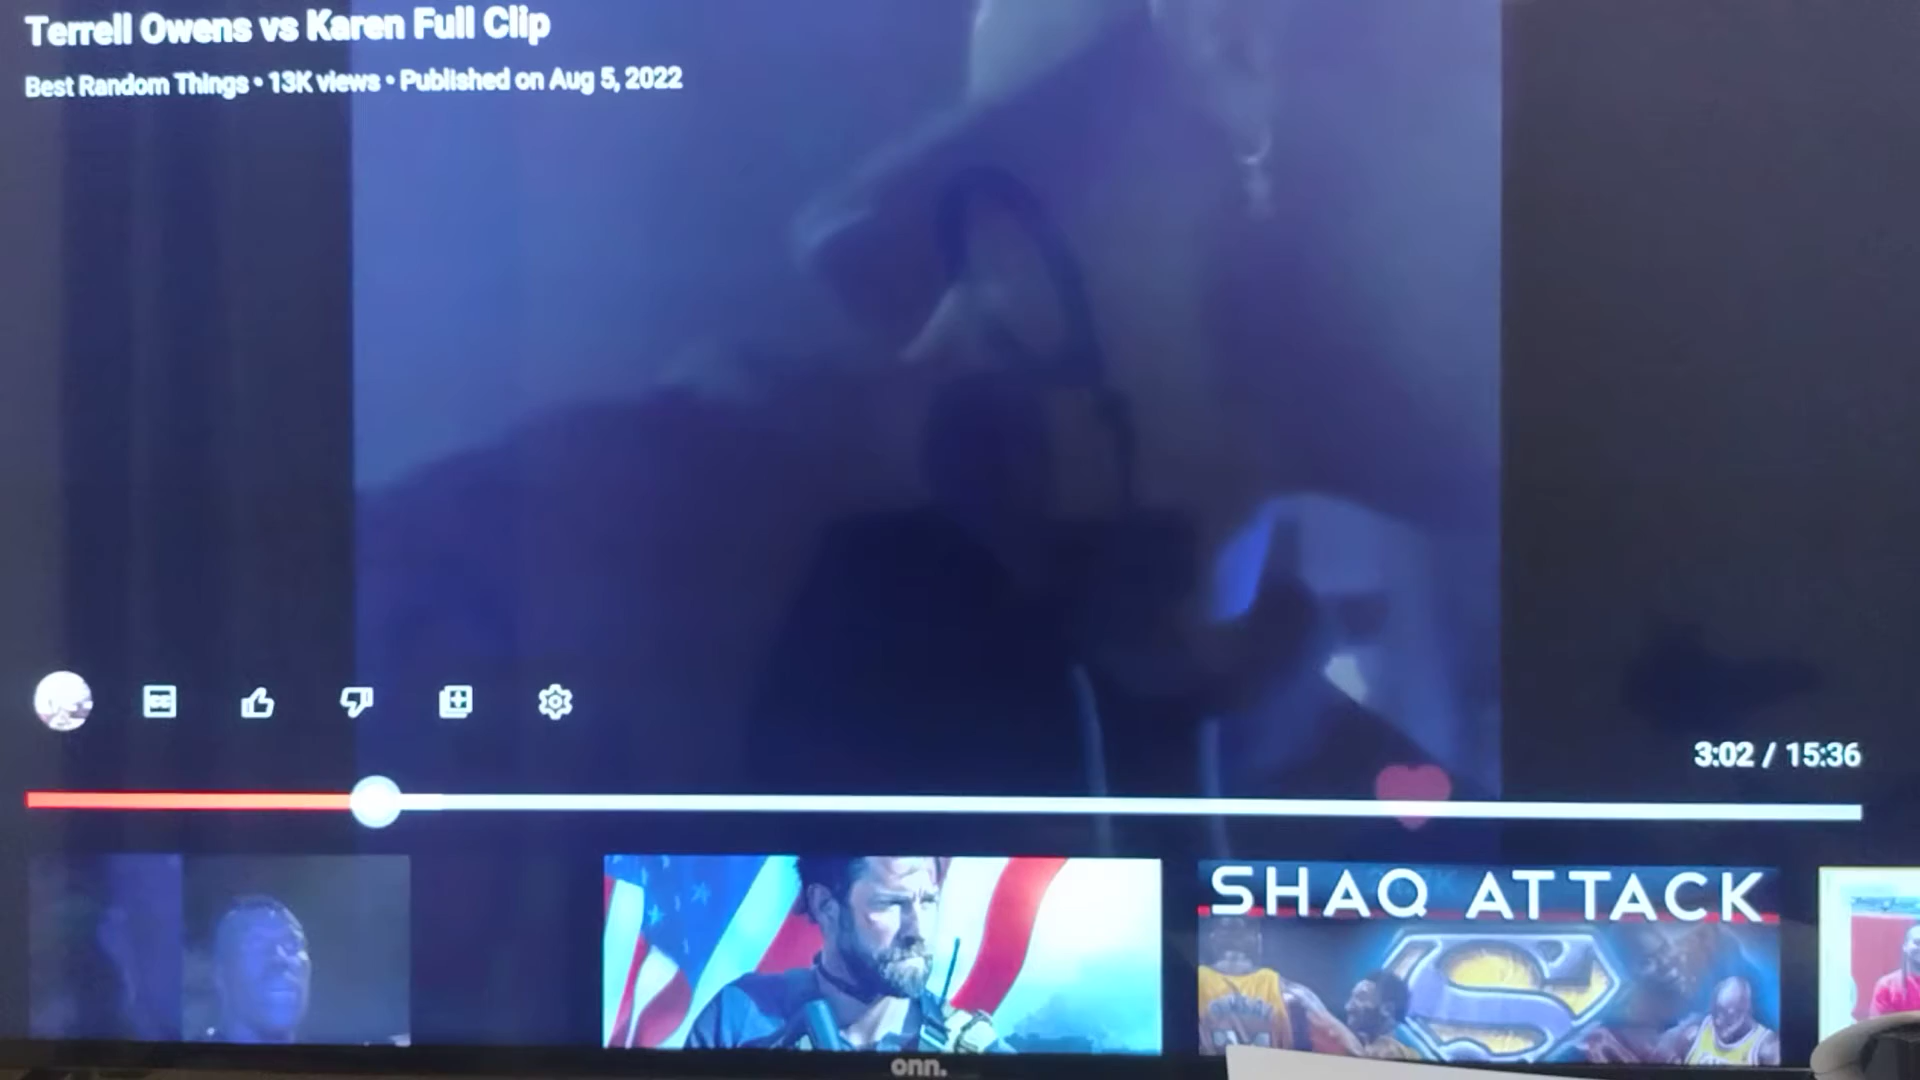 Terrell Owens vs Karen Full Clip
Best Random Things • 13K views • Published on Aug 5, 2022
CC
3:02 / 15:36
SHAQ ATTACK
onn.